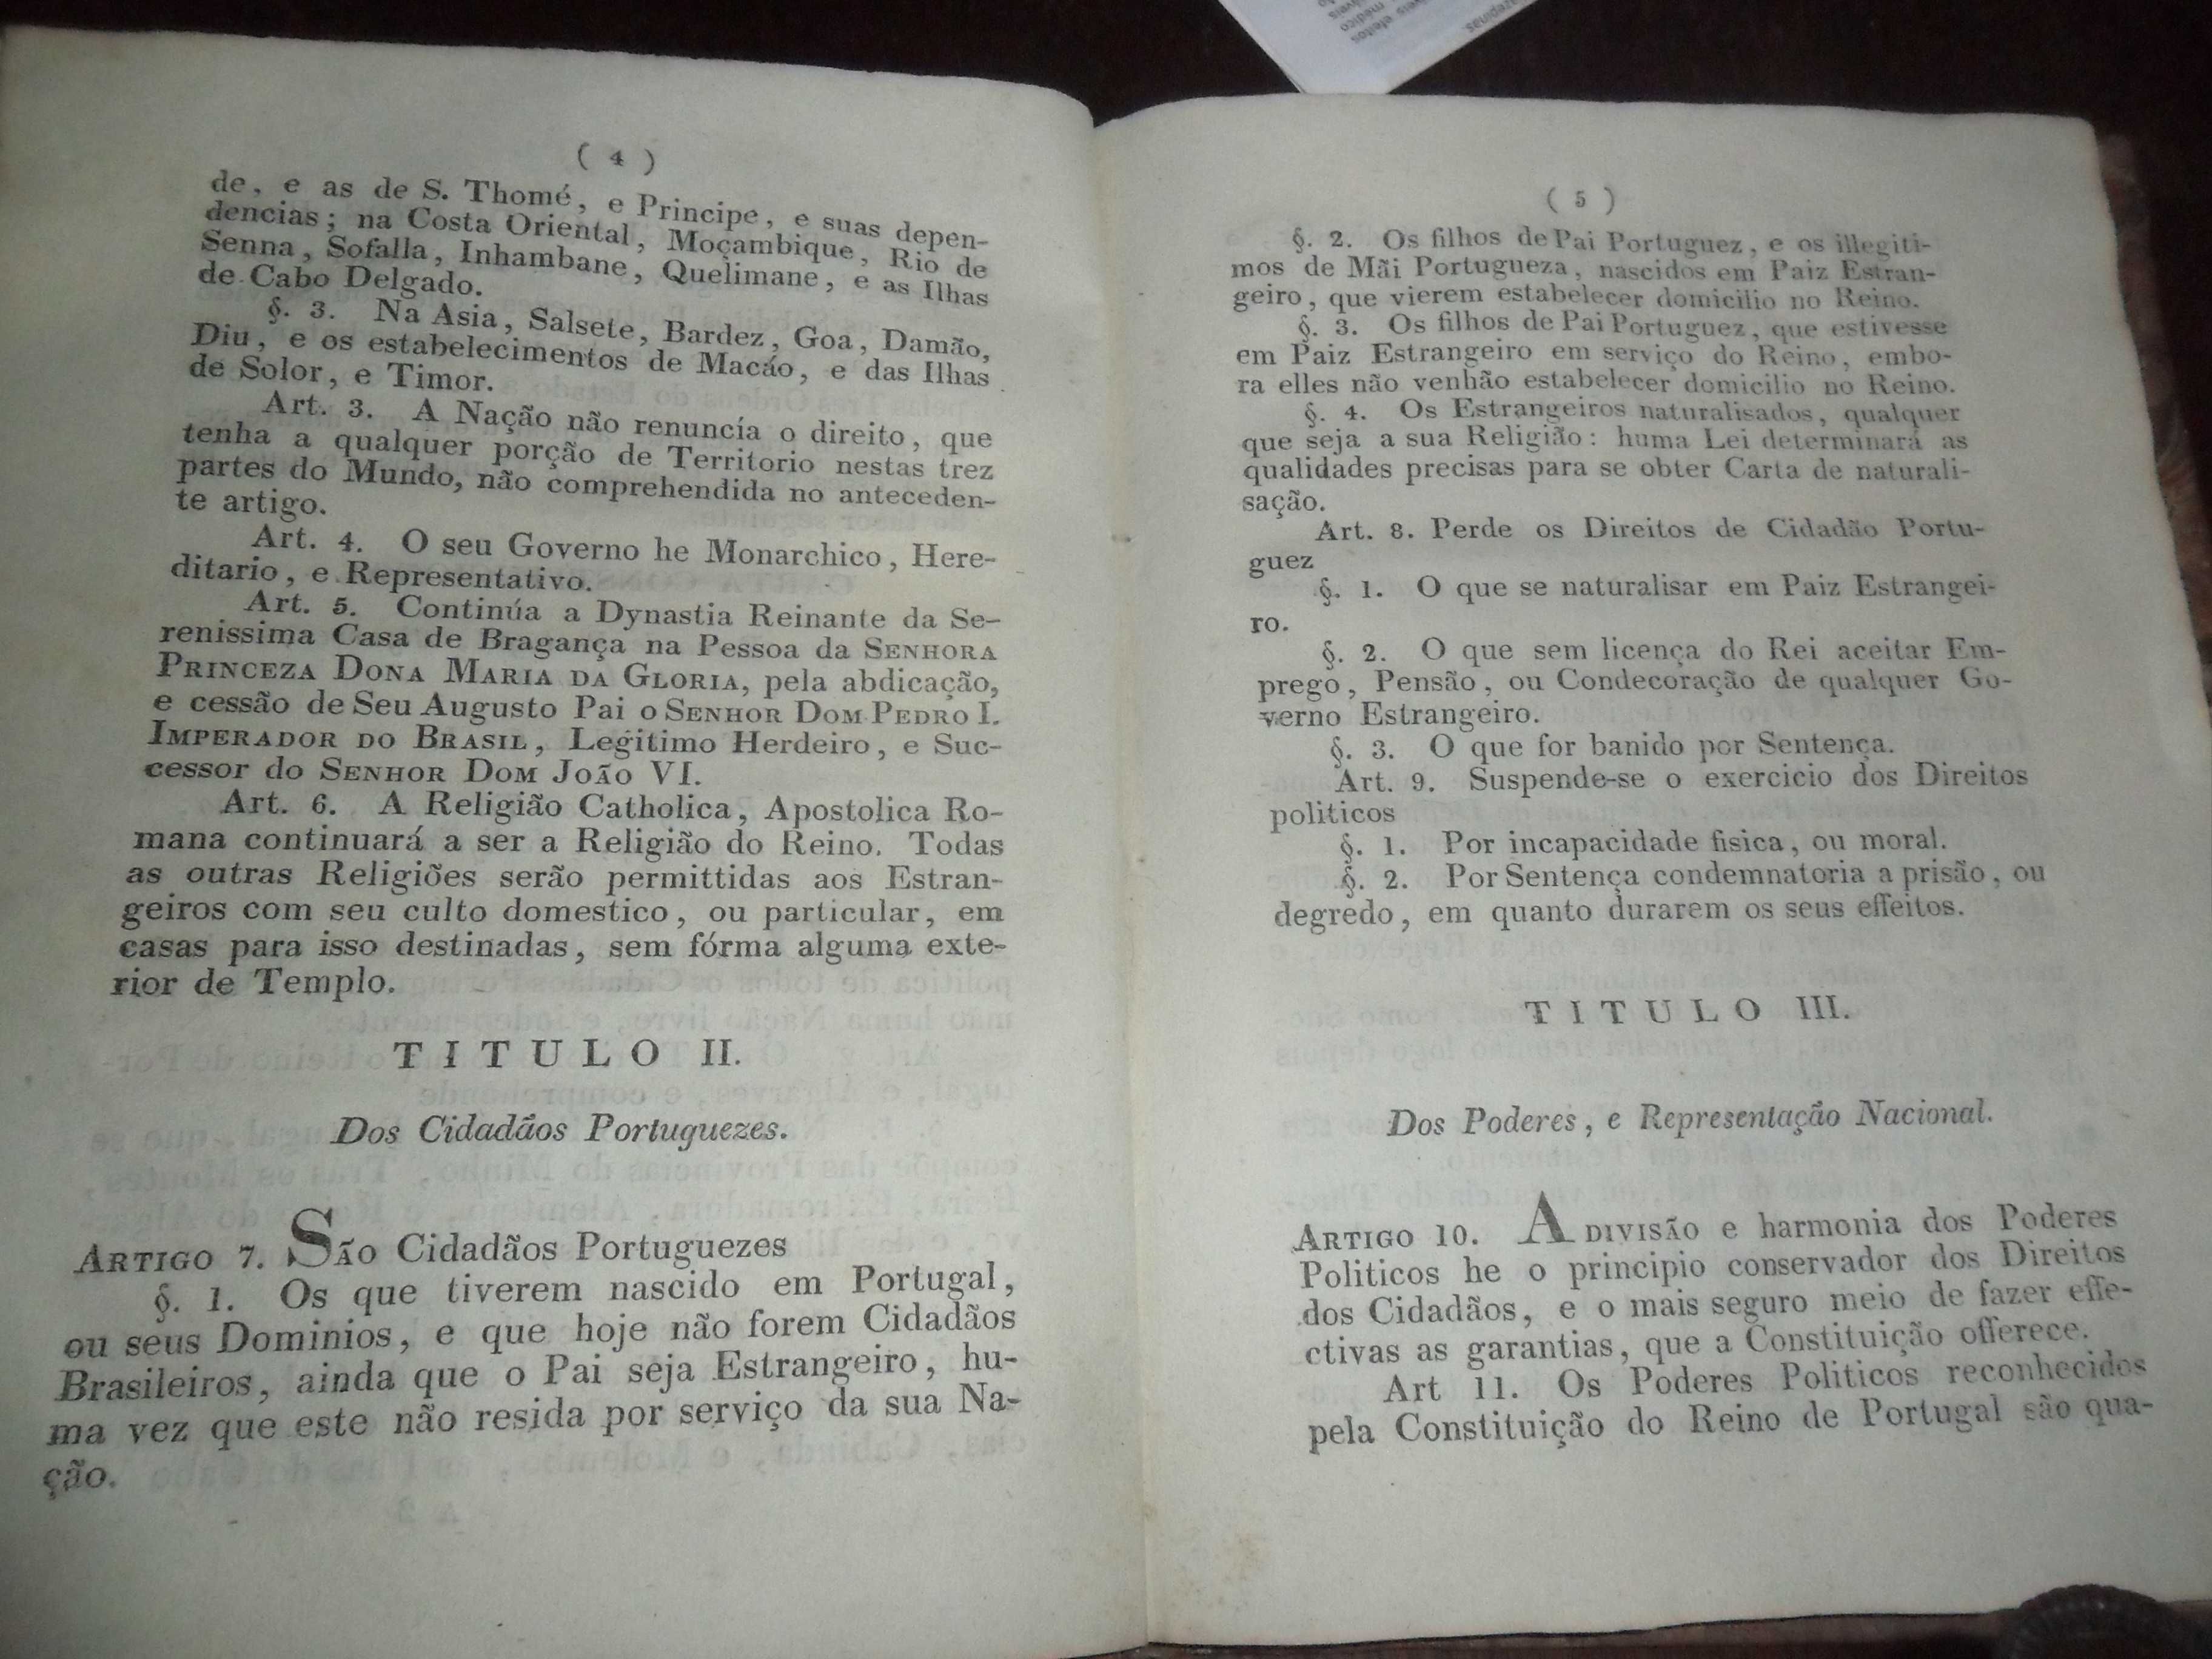 ( 4 )
de, e as de S. Thomé, e Principe, e suas depen-
dencias; na Costa Oriental, Moçambique, Rio de
Senna, Sofalla, Inhambane, Quelimane, e as Ilhas
de Cabo Delgado.
§. 3. Na Asia, Salsete, Bardez, Goa, Damão,
Diu, e os estabelecimentos de Macáo, e das Ilhas
de Solor, e Timor.
Art. 3. A Nação não renuncía o direito, que
tenha a qualquer porção de Territorio nestas trez
partes do Mundo, não comprehendida no anteceden-
te artigo.
Art. 4. O seu Governo he Monarchico, Here-
ditario, e Representativo.
Art. 5. Continúa a Dynastia Reinante da Se-
renissima Casa de Bragança na Pessoa da SENHORA
PRINCEZA DONA MARIA DA GLORIA, pela abdicação,
e cessão de Seu Augusto Pai o SENHOR DOM PEDRO I.
IMPERADOR DO BRASIL, Legitimo Herdeiro, e Suc-
cessor do SENHOR DOM JOÃO VI.
Art. 6. A Religião Catholica, Apostolica Ro-
mana continuará a ser a Religião do Reino. Todas
as outras Religiões serão permittidas aos Estran-
geiros com seu culto domestico, ou particular, em
casas para isso destinadas, sem fórma alguma exte-
rior de Templo.
TITULO II.
Dos Cidadãos Portuguezes.
ARTIGO 7. SÃO Cidadãos Portuguezes
§. 1. Os que tiverem nascido em Portugal,
ou seus Dominios, e que hoje não forem Cidadãos
Brasileiros, ainda que o Pai seja Estrangeiro, hu-
ma vez que este não resida por serviço da sua Na-
ção.
( 5 )
§. 2. Os filhos de Pai Portuguez, e os illegiti-
mos de Mãi Portugueza, nascidos em Paiz Estran-
geiro, que vierem estabelecer domicilio no Reino.
§. 3. Os filhos de Pai Portuguez, que estivesse
em Paiz Estrangeiro em serviço do Reino, embo-
ra elles não venhão estabelecer domicilio no Reino.
§. 4. Os Estrangeiros naturalisados, qualquer
que seja a sua Religião: huma Lei determinará as
qualidades precisas para se obter Carta de naturali-
sação.
Art. 8. Perde os Direitos de Cidadão Portu-
guez
§. 1. O que se naturalisar em Paiz Estrangei-
ro.
§. 2. O que sem licença do Rei aceitar Em-
prego, Pensão, ou Condecoração de qualquer Go-
verno Estrangeiro.
§. 3. O que for banido por Sentença.
Art. 9. Suspende-se o exercicio dos Direitos
politicos
§. 1. Por incapacidade fisica, ou moral.
§. 2. Por Sentença condemnatoria a prisão, ou
degredo, em quanto durarem os seus effeitos.
TITULO III.
Dos Poderes, e Representação Nacional.
ARTIGO 10. A DIVISÃO e harmonia dos Poderes
Politicos he o principio conservador dos Direitos
dos Cidadãos, e o mais seguro meio de fazer effe-
ctivas as garantias, que a Constituição offerece.
Art 11. Os Poderes Politicos reconhecidos
pela Constituição do Reino de Portugal são qua-